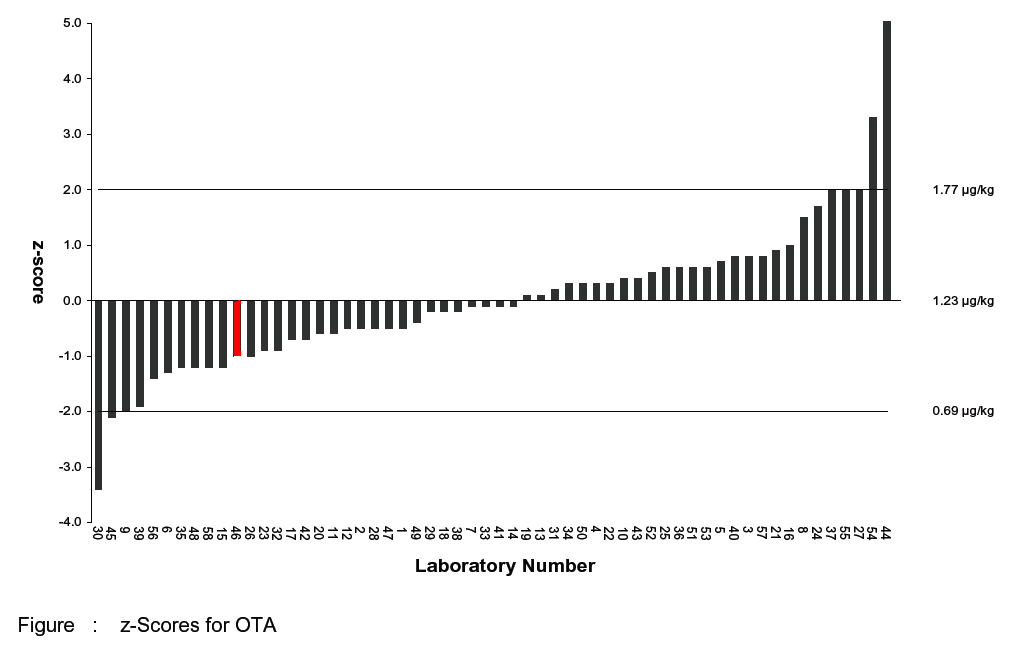 5.0
4.0
3.0
2.0
1.0
0.0
-1.0
-2.0
-3.0
-4.0
z-score
1.77 µg/kg
1.23 µg/kg
0.69 µg/kg
30 45 9 39 56 6 35 48 58 15 46 26 23 32 17 42 20 11 12 2 28 47 1 49 29 18 38 7 33 41 14 19 13 31 34 50 4 22 10 43 52 25 36 51 53 5 40 3 57 21 16 8 24 37 55 27 54 44
Laboratory Number
Figure : z-Scores for OTA